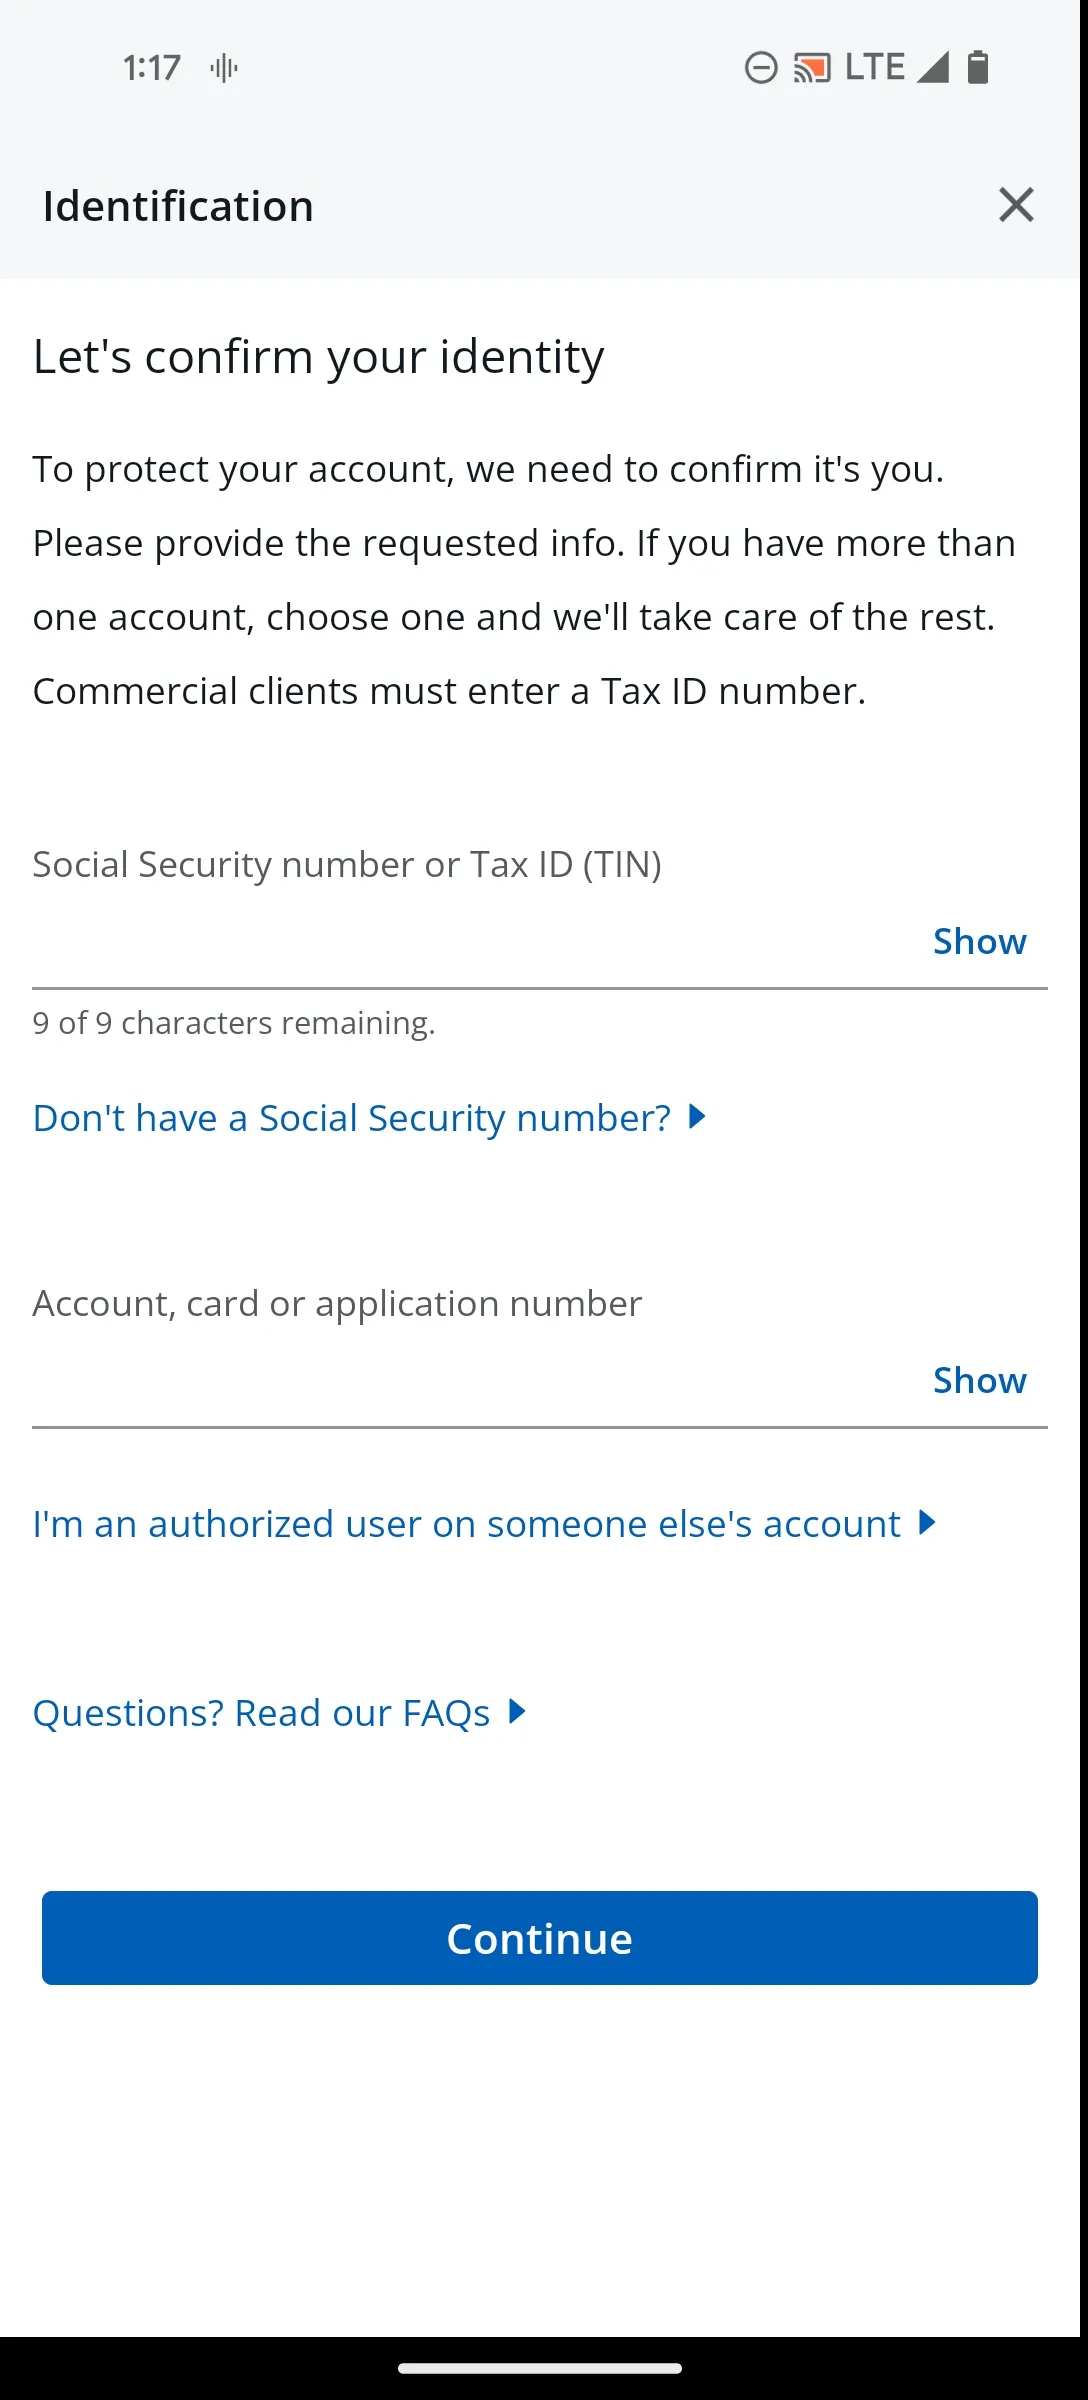 1:17
LTE
Identification
Let's confirm your identity
To protect your account, we need to confirm it's you.
Please provide the requested info. If you have more than
one account, choose one and we'll take care of the rest.
Commercial clients must enter a Tax ID number.
Social Security number or Tax ID (TIN)
Show
9 of 9 characters remaining.
Don't have a Social Security number?
Account, card or application number
Show
I'm an authorized user on someone else's account
Questions? Read our FAQs
Continue